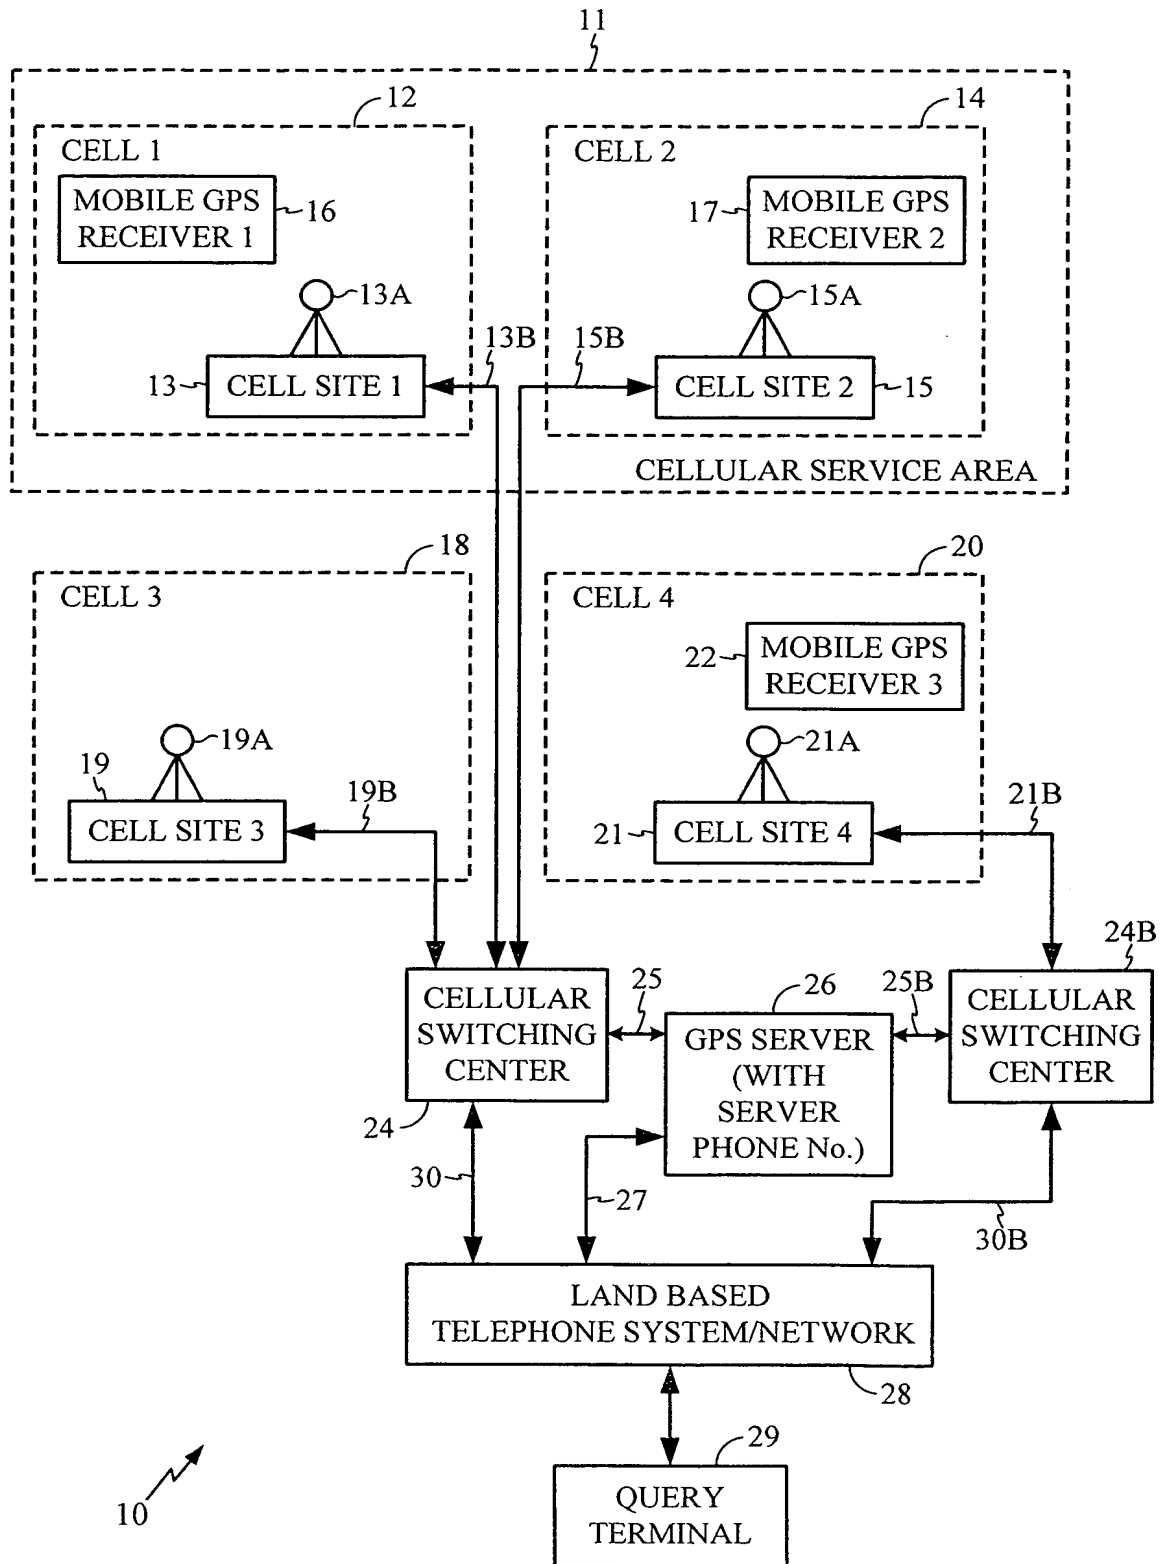 11
12
14
CELL 1
CELL 2
MOBILE GPS
RECEIVER 1
16
17
MOBILE GPS
RECEIVER 2
13A
15A
13B
15B
13
CELL SITE 1
CELL SITE 2
15
CELLULAR SERVICE AREA
18
20
CELL 3
CELL 4
22
MOBILE GPS
RECEIVER 3
19A
21A
19
19B
21B
CELL SITE 3
21
CELL SITE 4
24B
CELLULAR
SWITCHING
CENTER
25
26
25B
GPS SERVER
(WITH
SERVER
PHONE No.)
CELLULAR
SWITCHING
CENTER
24
30
27
30B
LAND BASED
TELEPHONE SYSTEM/NETWORK
28
29
10
QUERY
TERMINAL